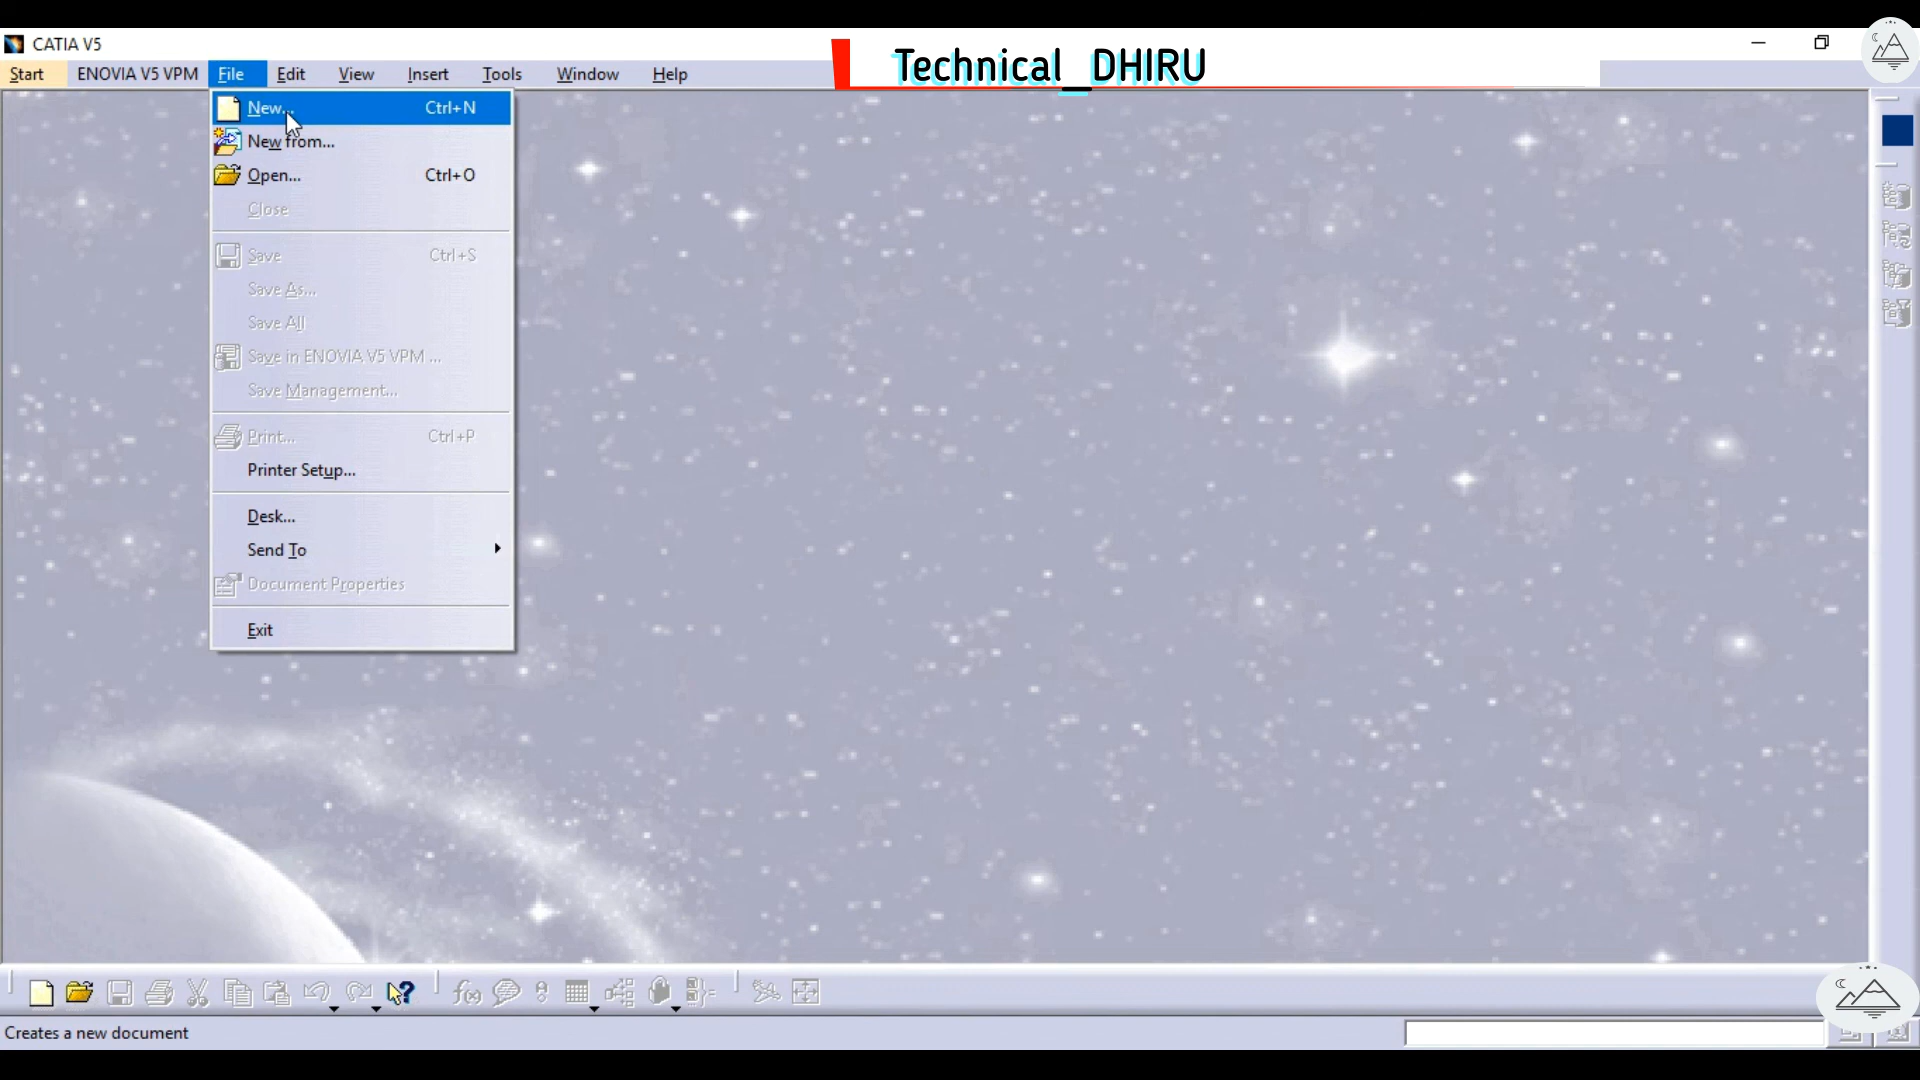 CATIA V5
Technical_DHIRU
Start ENOVIA V5 VPM File Edit View Insert Tools Window Help
New... Ctrl+N
New from...
Open... Ctrl+O
Close
Save Ctrl+S
Save As...
Save All
Save in ENOVIA V5 VPM ...
Save Management...
Print... Ctrl+P
Printer Setup...
Desk...
Send To
Document Properties
Exit
f(x)
Creates a new document